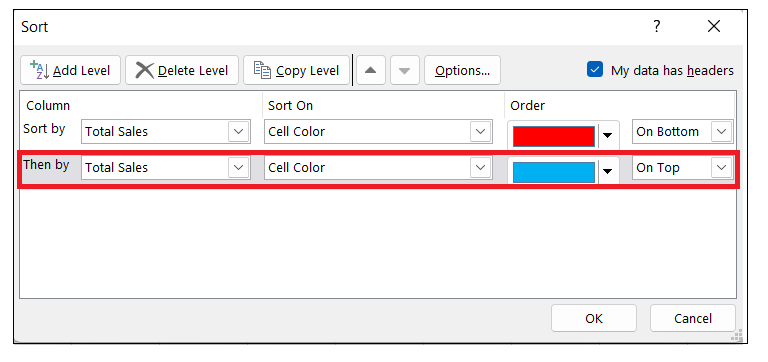 Sort ?
Add Level Delete Level Copy Level Options... My data has headers
Column Sort On Order
Sort by Total Sales Cell Color On Bottom
Then by Total Sales Cell Color On Top
OK Cancel